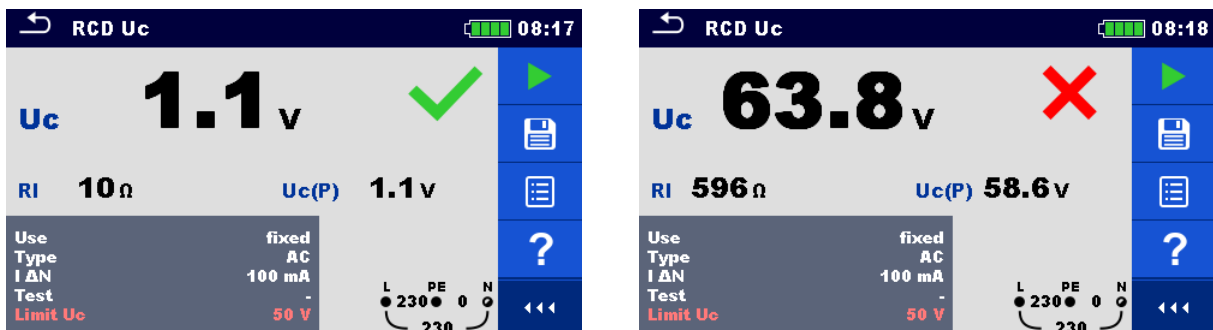 RCD Uc 08:17
Uc 1.1 V
RI 10 Ω Uc(P) 1.1 V
Use fixed
Type AC
I ΔN 100 mA
Test -
Limit Uc 50 V
L PE N
230 0
230
?
RCD Uc 08:18
Uc 63.8 V
RI 596 Ω Uc(P) 58.6 V
Use fixed
Type AC
I ΔN 100 mA
Test -
Limit Uc 50 V
L PE N
230 0
230
?